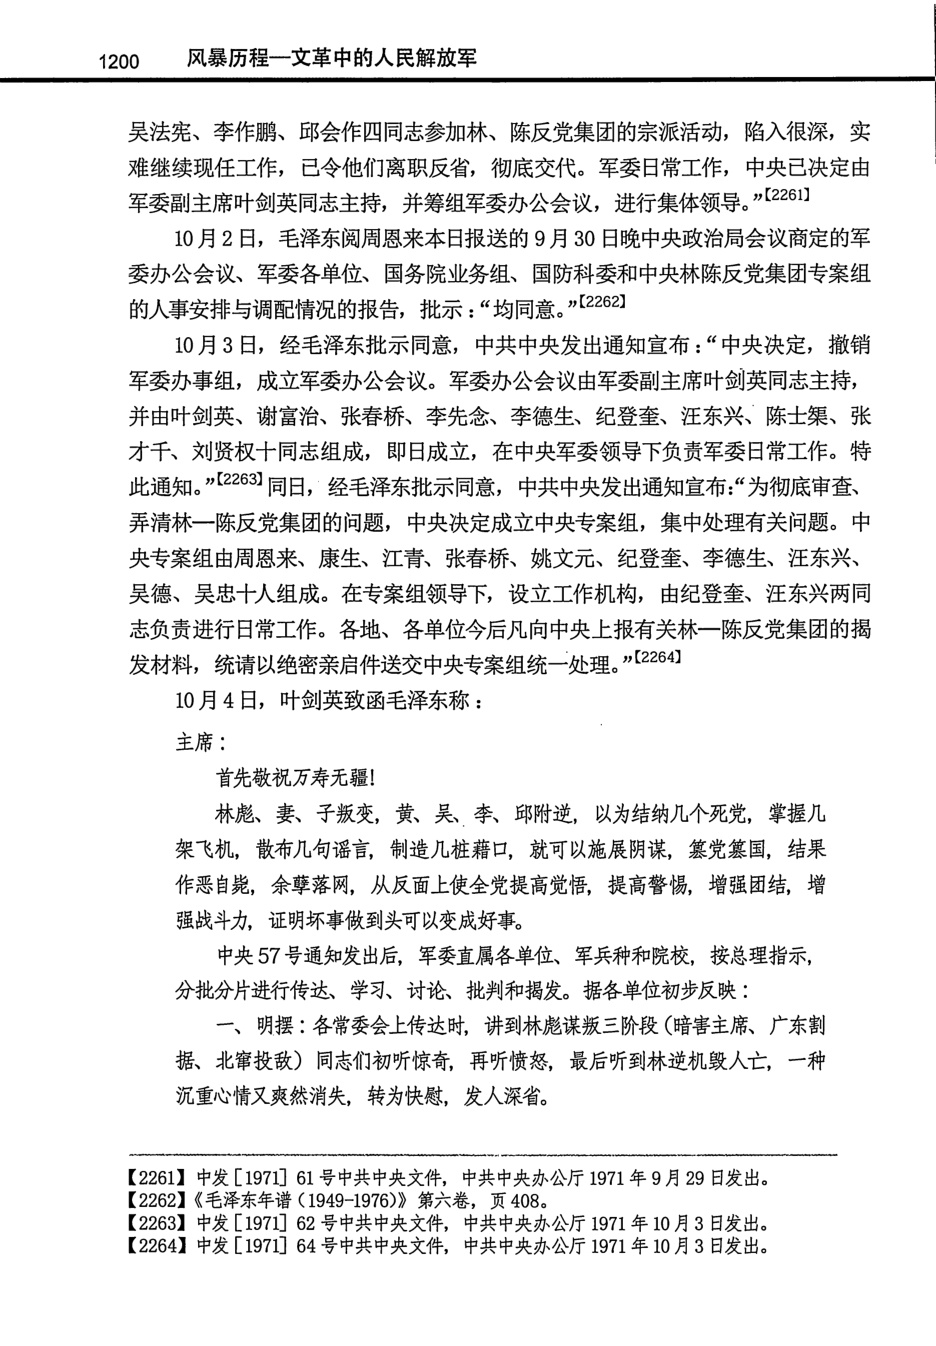 1200 风暴历程—文革中的人民解放军
吴法宪、李作鹏、邱会作四同志参加林、陈反党集团的宗派活动，陷入很深，实
难继续现任工作，已令他们离职反省，彻底交代。军委日常工作，中央已决定由
军委副主席叶剑英同志主持，并筹组军委办公会议，进行集体领导。”【2261】
10月2日，毛泽东阅周恩来本日报送的9月30日晚中央政治局会议商定的军
委办公会议、军委各单位、国务院业务组、国防科委和中央林陈反党集团专案组
的人事安排与调配情况的报告，批示：“均同意。”【2262】
10月3日，经毛泽东批示同意，中共中央发出通知宣布：“中央决定，撤销
军委办事组，成立军委办公会议。军委办公会议由军委副主席叶剑英同志主持，
并由叶剑英、谢富治、张春桥、李先念、李德生、纪登奎、汪东兴、陈士榘、张
才千、刘贤权十同志组成，即日成立，在中央军委领导下负责军委日常工作。特
此通知。”【2263】同日，经毛泽东批示同意，中共中央发出通知宣布：“为彻底审查、
弄清林—陈反党集团的问题，中央决定成立中央专案组，集中处理有关问题。中
央专案组由周恩来、康生、江青、张春桥、姚文元、纪登奎、李德生、汪东兴、
吴德、吴忠十人组成。在专案组领导下，设立工作机构，由纪登奎、汪东兴两同
志负责进行日常工作。各地、各单位今后凡向中央上报有关林—陈反党集团的揭
发材料，统请以绝密亲启件送交中央专案组统一处理。”【2264】
10月4日，叶剑英致函毛泽东称：
主席：
首先敬祝万寿无疆！
林彪、妻、子叛变，黄、吴、李、邱附逆，以为结纳几个死党，掌握几
架飞机，散布几句谣言，制造几桩藉口，就可以施展阴谋，篡党篡国，结果
作恶自毙，余孽落网，从反面上使全党提高觉悟，提高警惕，增强团结，增
强战斗力，证明坏事做到头可以变成好事。
中央57号通知发出后，军委直属各单位、军兵种和院校，按总理指示，
分批分片进行传达、学习、讨论、批判和揭发。据各单位初步反映：
一、明摆：各常委会上传达时，讲到林彪谋叛三阶段（暗害主席、广东割
据、北窜投敌）同志们初听惊奇，再听愤怒，最后听到林逆机毁人亡，一种
沉重心情又爽然消失，转为快慰，发人深省。
【2261】中发［1971］61号中共中央文件，中共中央办公厅1971年9月29日发出。
【2262】《毛泽东年谱（1949-1976）》第六卷，页408。
【2263】中发［1971］62号中共中央文件，中共中央办公厅1971年10月3日发出。
【2264】中发［1971］64号中共中央文件，中共中央办公厅1971年10月3日发出。